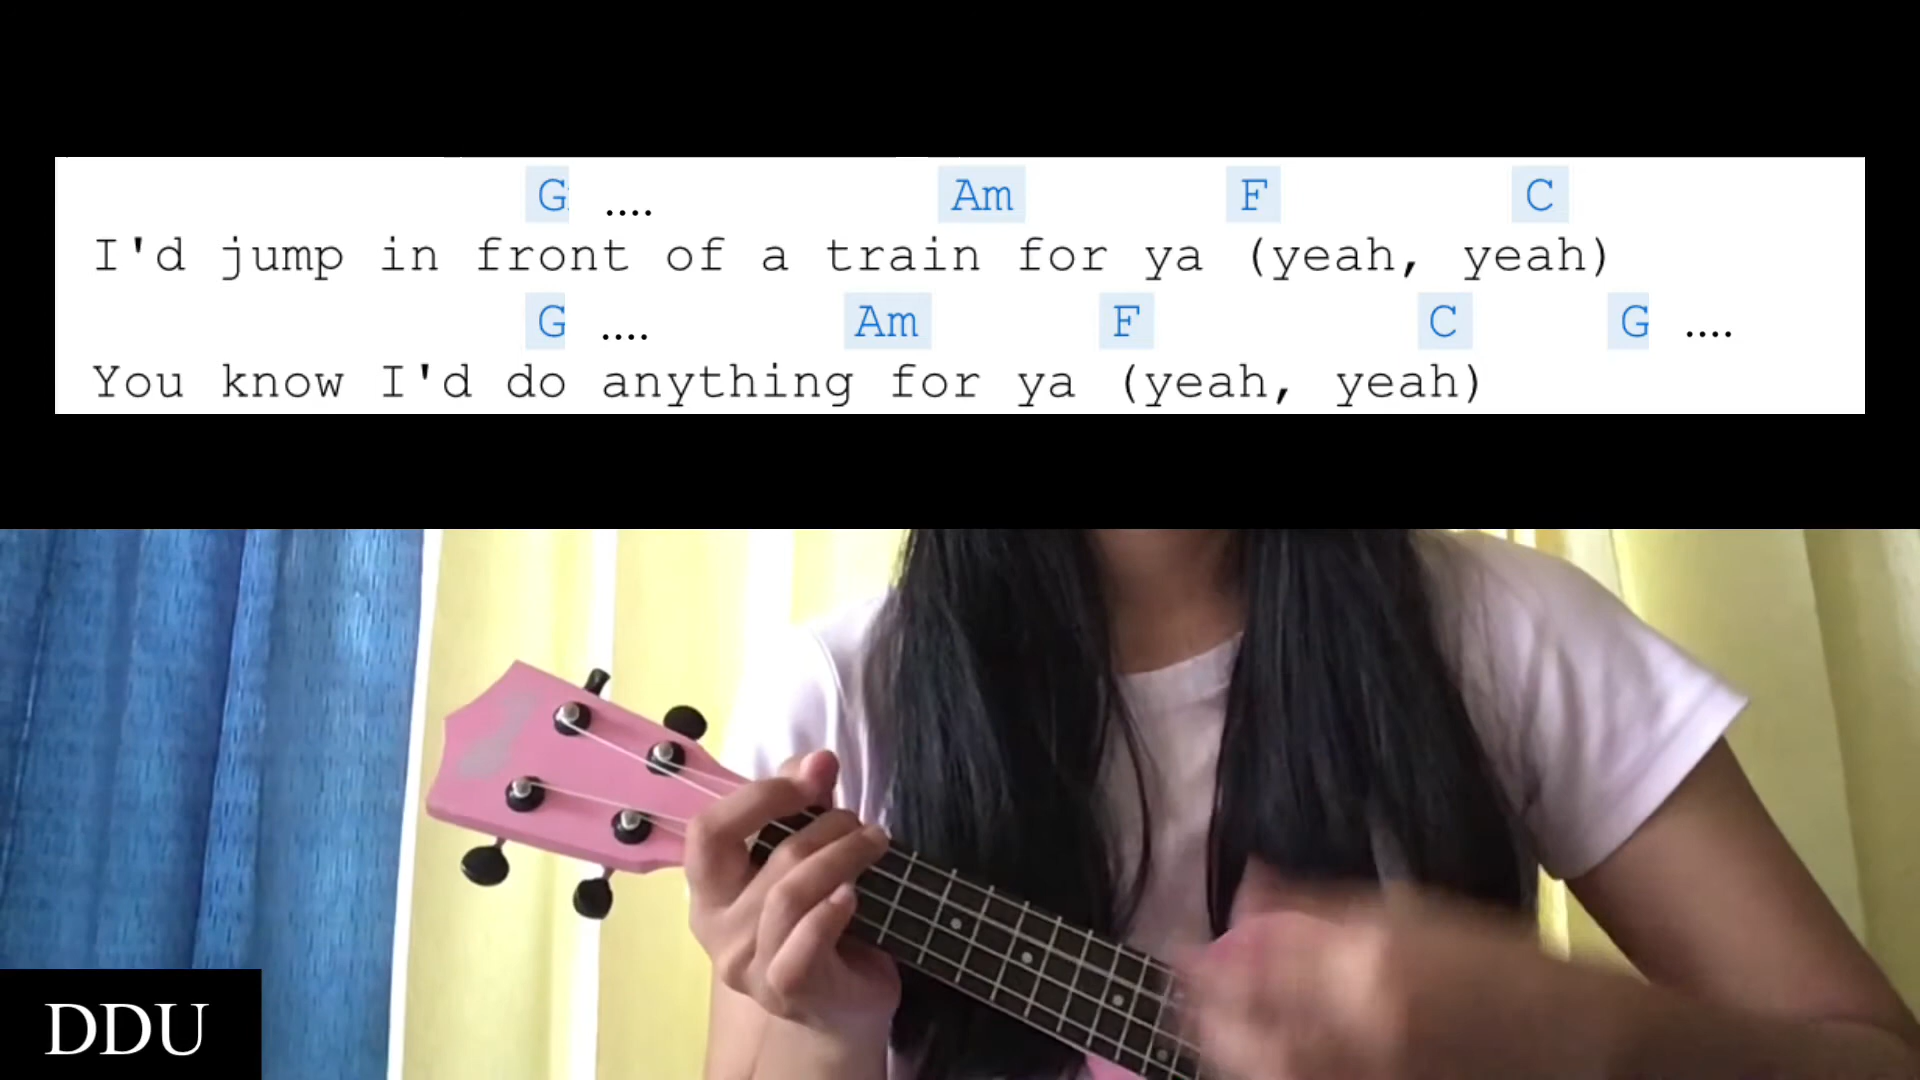 G .... Am F C
I'd jump in front of a train for ya (yeah, yeah)
G .... Am F C G ....
You know I'd do anything for ya (yeah, yeah)
DDU